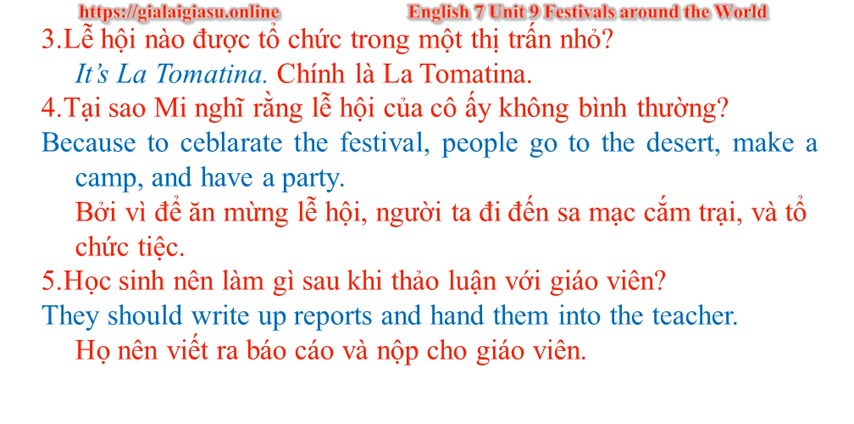 https://gialaigiasu.online English 7 Unit 9 Festivals around the World
3.Lễ hội nào được tổ chức trong một thị trấn nhỏ?
It's La Tomatina. Chính là La Tomatina.
4.Tại sao Mi nghĩ rằng lễ hội của cô ấy không bình thường?
Because to ceblarate the festival, people go to the desert, make a
camp, and have a party.
Bởi vì để ăn mừng lễ hội, người ta đi đến sa mạc cắm trại, và tổ
chức tiệc.
5.Học sinh nên làm gì sau khi thảo luận với giáo viên?
They should write up reports and hand them into the teacher.
Họ nên viết ra báo cáo và nộp cho giáo viên.